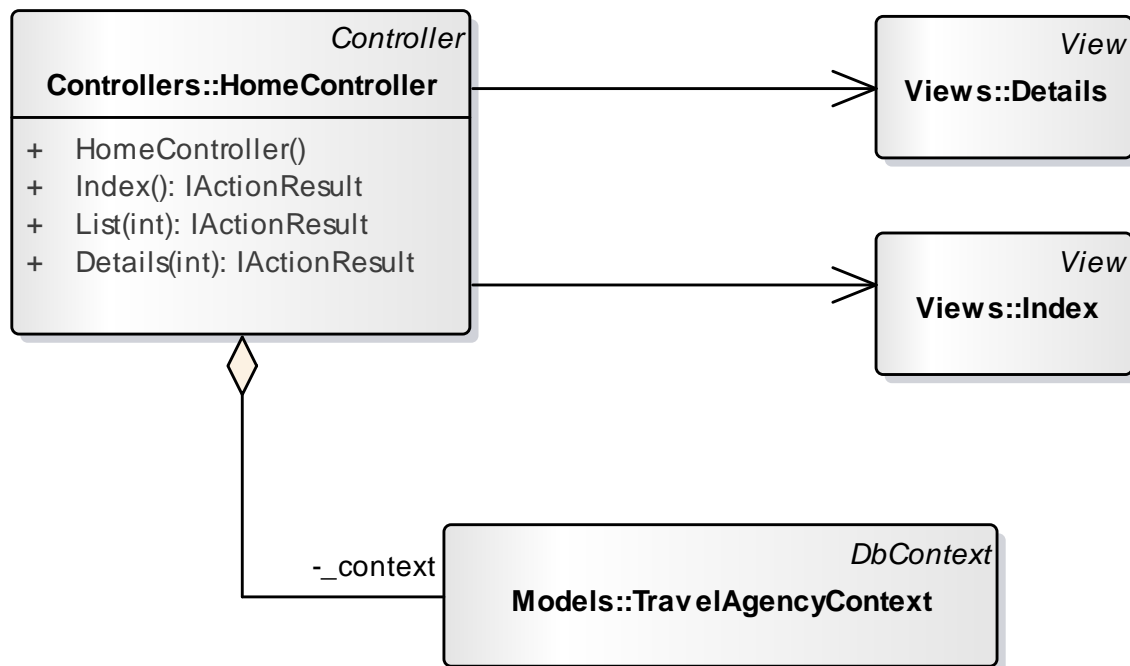 Controller
Controllers::HomeController
+ HomeController()
+ Index(): IActionResult
+ List(int): IActionResult
+ Details(int): IActionResult
View
Views::Details
View
Views::Index
-_context
DbContext
Models::TravelAgencyContext